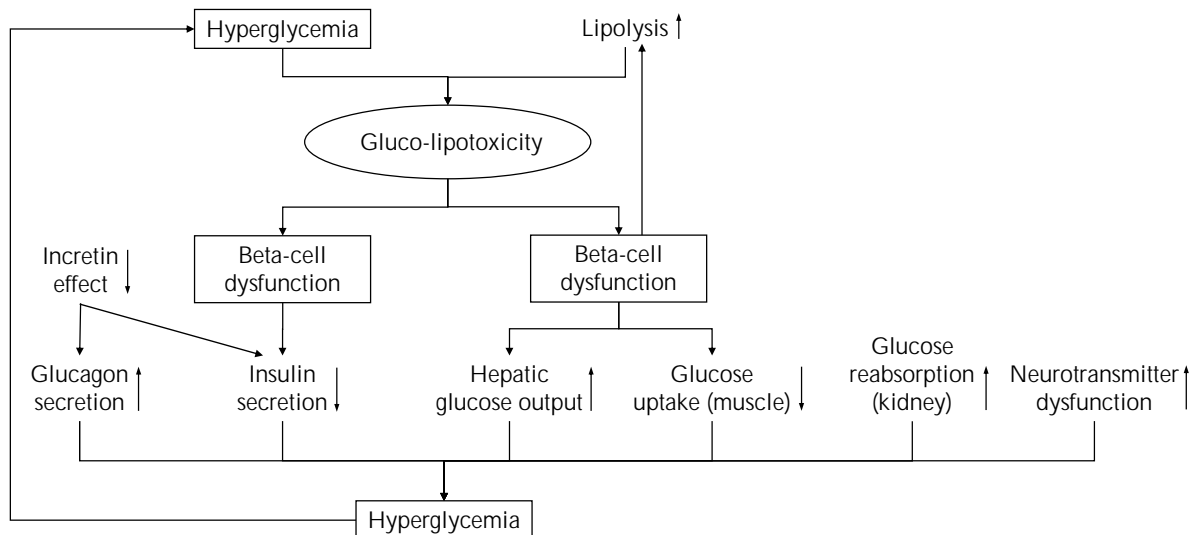 Hyperglycemia
Lipolysis
Gluco-lipotoxicity
Incretin
effect
Beta-cell
dysfunction
Beta-cell
dysfunction
Glucagon
secretion
Insulin
secretion
Hepatic
glucose output
Glucose
uptake (muscle)
Glucose
reabsorption
(kidney)
Neurotransmitter
dysfunction
Hyperglycemia